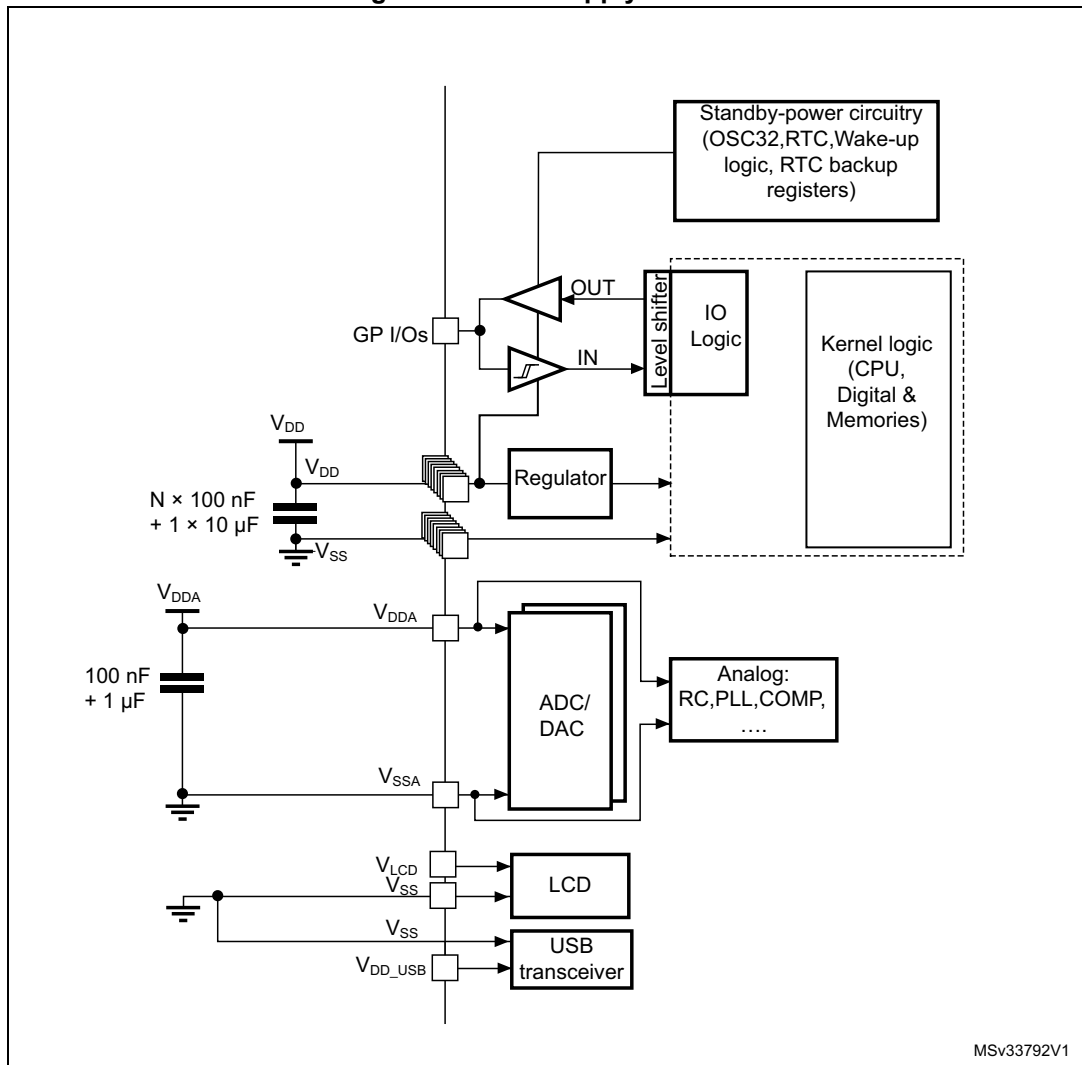 Standby-power circuitry
(OSC32,RTC,Wake-up
logic, RTC backup
registers)
OUT
GP I/Os
IN
Level shifter
IO
Logic
Kernel logic
(CPU,
Digital &
Memories)
VDD
VDD
N × 100 nF
+ 1 × 10 µF
VSS
Regulator
VDDA
VDDA
100 nF
+ 1 µF
ADC/
DAC
Analog:
RC,PLL,COMP,
....
VSSA
VLCD
VSS
LCD
VSS
USB
transceiver
VDD_USB
MSv33792V1